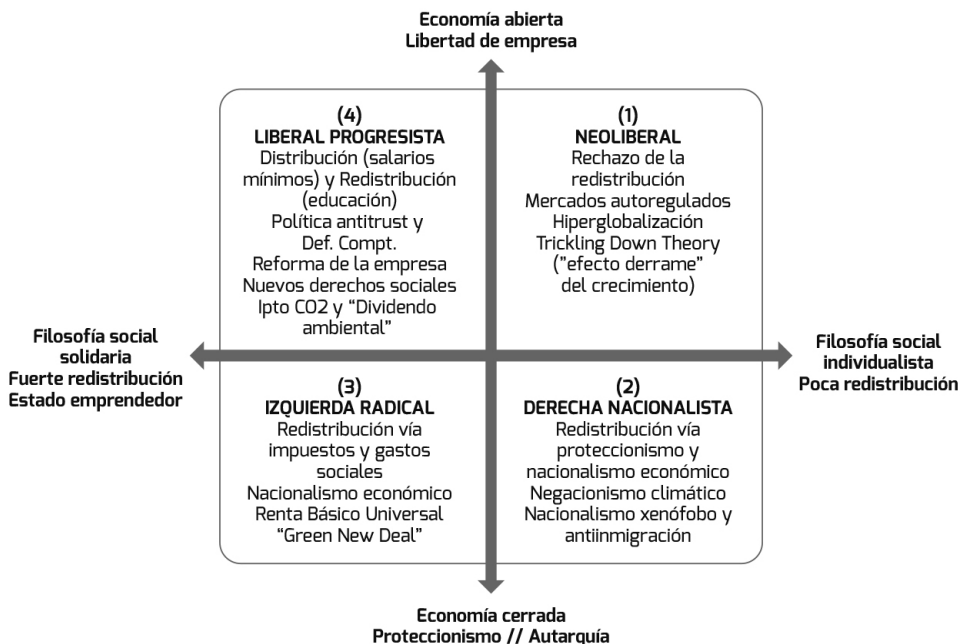 Economía abierta
Libertad de empresa
(4)
LIBERAL PROGRESISTA
Distribución (salarios
mínimos) y Redistribución
(educación)
Política antitrust y
Def. Compt.
Reforma de la empresa
Nuevos derechos sociales
Ipto CO2 y “Dividendo
ambiental”
(1)
NEOLIBERAL
Rechazo de la
redistribución
Mercados autoregulados
Hiperglobalización
Trickling Down Theory
(”efecto derrame”
del crecimiento)
Filosofía social
solidaria
Fuerte redistribución
Estado emprendedor
Filosofía social
individualista
Poca redistribución
(3)
IZQUIERDA RADICAL
Redistribución vía
impuestos y gastos
sociales
Nacionalismo económico
Renta Básico Universal
“Green New Deal”
(2)
DERECHA NACIONALISTA
Redistribución vía
proteccionismo y
nacionalismo económico
Negacionismo climático
Nacionalismo xenófobo y
antiinmigración
Economía cerrada
Proteccionismo // Autarquía